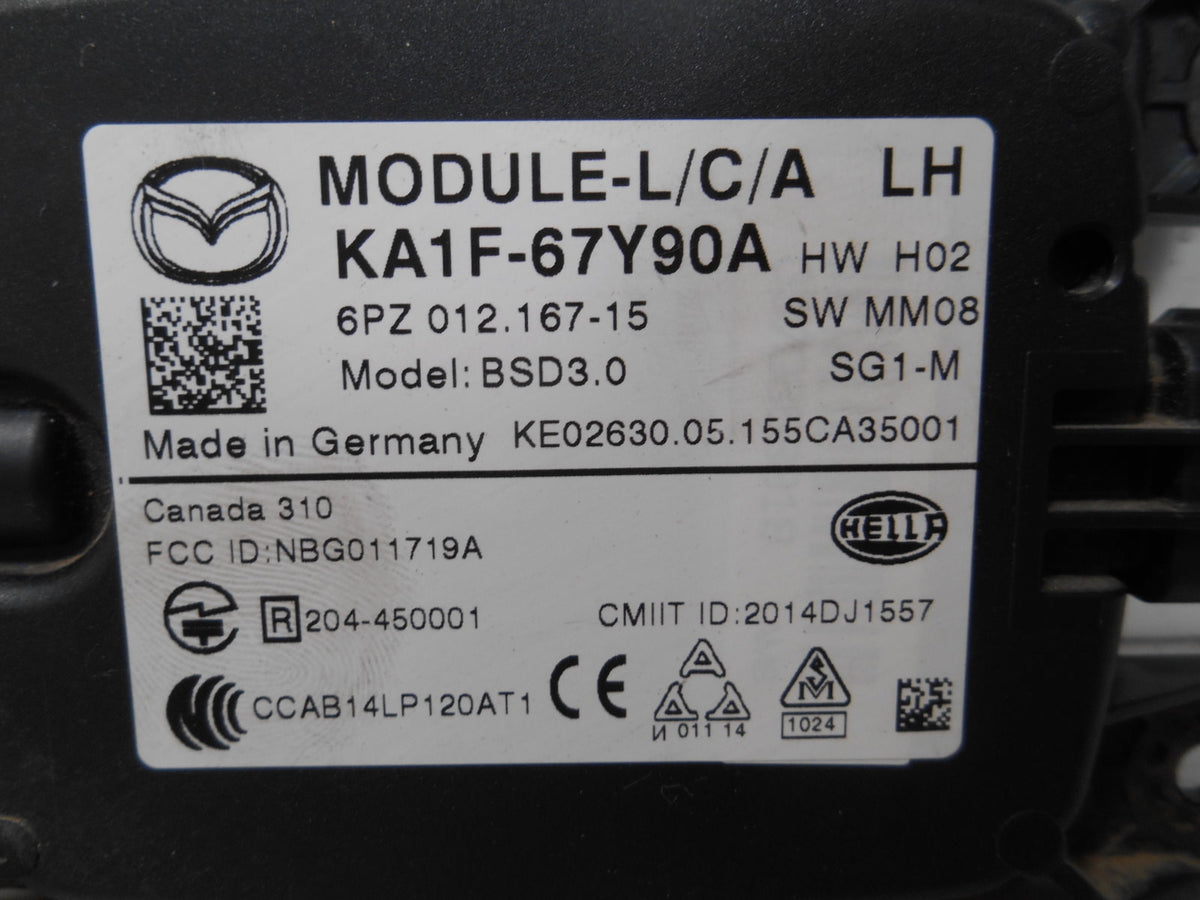 MODULE-L/C/A LH
KA1F-67Y90A HW H02
6PZ 012.167-15 SW MM08
Model: BSD3.0 SG1-M
Made in Germany KE02630.05.155CA35001
Canada 310
HELLA
FCC ID:NBG011719A
R 204-450001 CMIIT ID:2014DJ1557
CCAB14LP120AT1 CE И 011 14 SM 1024